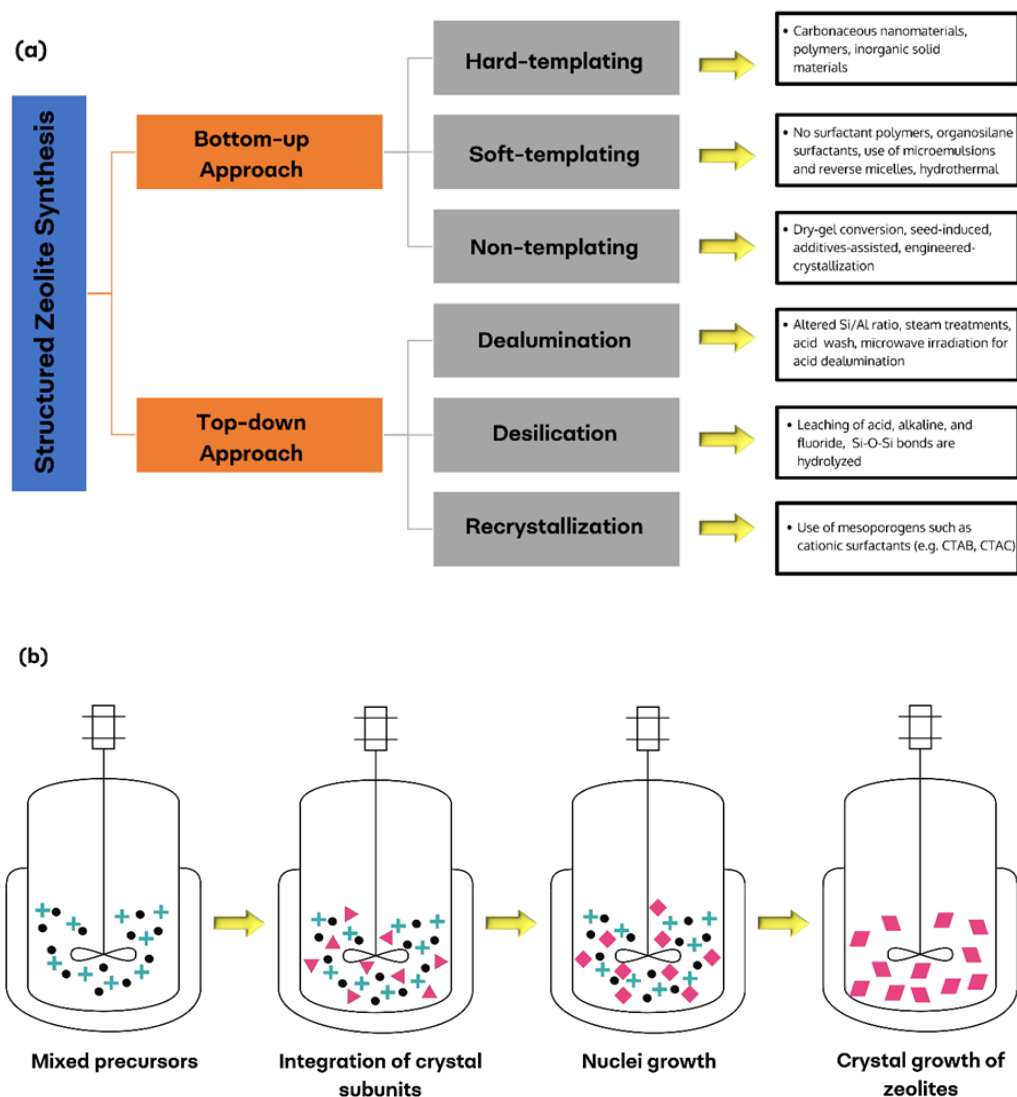 (a)
Structured Zeolite Synthesis
Bottom-up
Approach
Top-down
Approach
Hard-templating
Soft-templating
Non-templating
Dealumination
Desilication
Recrystallization
• Carbonaceous nanomaterials,
polymers, inorganic solid
materials
• No surfactant polymers, organosilane
surfactants, use of microemulsions
and reverse micelles, hydrothermal
• Dry-gel conversion, seed-induced,
additives-assisted, engineered-
crystallization
• Altered Si/Al ratio, steam treatments,
acid wash, microwave irradiation for
acid dealumination
• Leaching of acid, alkaline, and
fluoride, Si-O-Si bonds are
hydrolyzed
• Use of mesoporogens such as
cationic surfactants (e.g. CTAB, CTAC)
(b)
Mixed precursors
Integration of crystal
subunits
Nuclei growth
Crystal growth of
zeolites